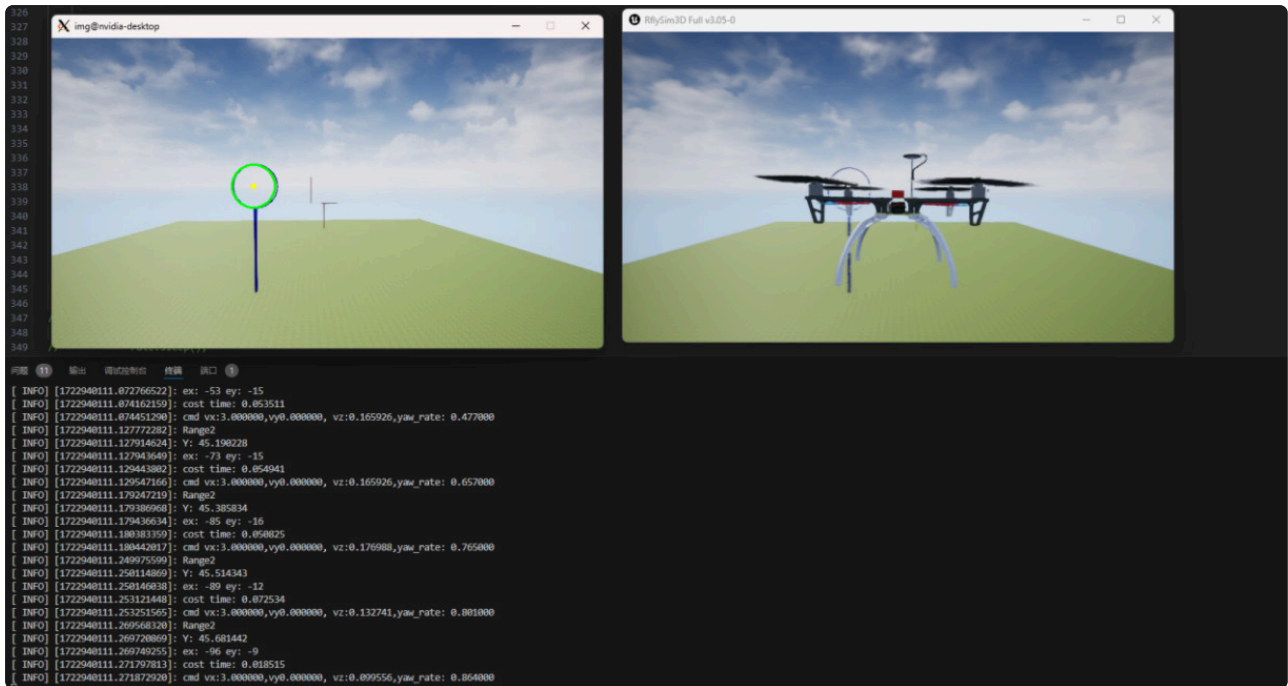 326
327
328
329
330
331
332
333
334
335
336
337
338
339
340
341
342
343
344
345
346
347
348
349
img@nvidia-desktop
RflySim3D Full v3.05-0
问题 11 输出 调试控制台 终端 端口 1
[ INFO] [1722940111.072766522]: ex: -53 ey: -15
[ INFO] [1722940111.074162159]: cost time: 0.053511
[ INFO] [1722940111.074451290]: cmd vx:3.000000,vy0.000000, vz:0.165926,yaw_rate: 0.477000
[ INFO] [1722940111.127772282]: Range2
[ INFO] [1722940111.127914624]: Y: 45.190228
[ INFO] [1722940111.127943649]: ex: -73 ey: -15
[ INFO] [1722940111.129443802]: cost time: 0.054941
[ INFO] [1722940111.129547166]: cmd vx:3.000000,vy0.000000, vz:0.165926,yaw_rate: 0.657000
[ INFO] [1722940111.179247219]: Range2
[ INFO] [1722940111.179386968]: Y: 45.385834
[ INFO] [1722940111.179436634]: ex: -85 ey: -16
[ INFO] [1722940111.180383359]: cost time: 0.050825
[ INFO] [1722940111.180442017]: cmd vx:3.000000,vy0.000000, vz:0.176988,yaw_rate: 0.765000
[ INFO] [1722940111.249975599]: Range2
[ INFO] [1722940111.250114869]: Y: 45.514343
[ INFO] [1722940111.250146038]: ex: -89 ey: -12
[ INFO] [1722940111.253121448]: cost time: 0.072534
[ INFO] [1722940111.253251565]: cmd vx:3.000000,vy0.000000, vz:0.132741,yaw_rate: 0.801000
[ INFO] [1722940111.269568320]: Range2
[ INFO] [1722940111.269720869]: Y: 45.681442
[ INFO] [1722940111.269749255]: ex: -96 ey: -9
[ INFO] [1722940111.271797813]: cost time: 0.018515
[ INFO] [1722940111.271872920]: cmd vx:3.000000,vy0.000000, vz:0.099556,yaw_rate: 0.864000